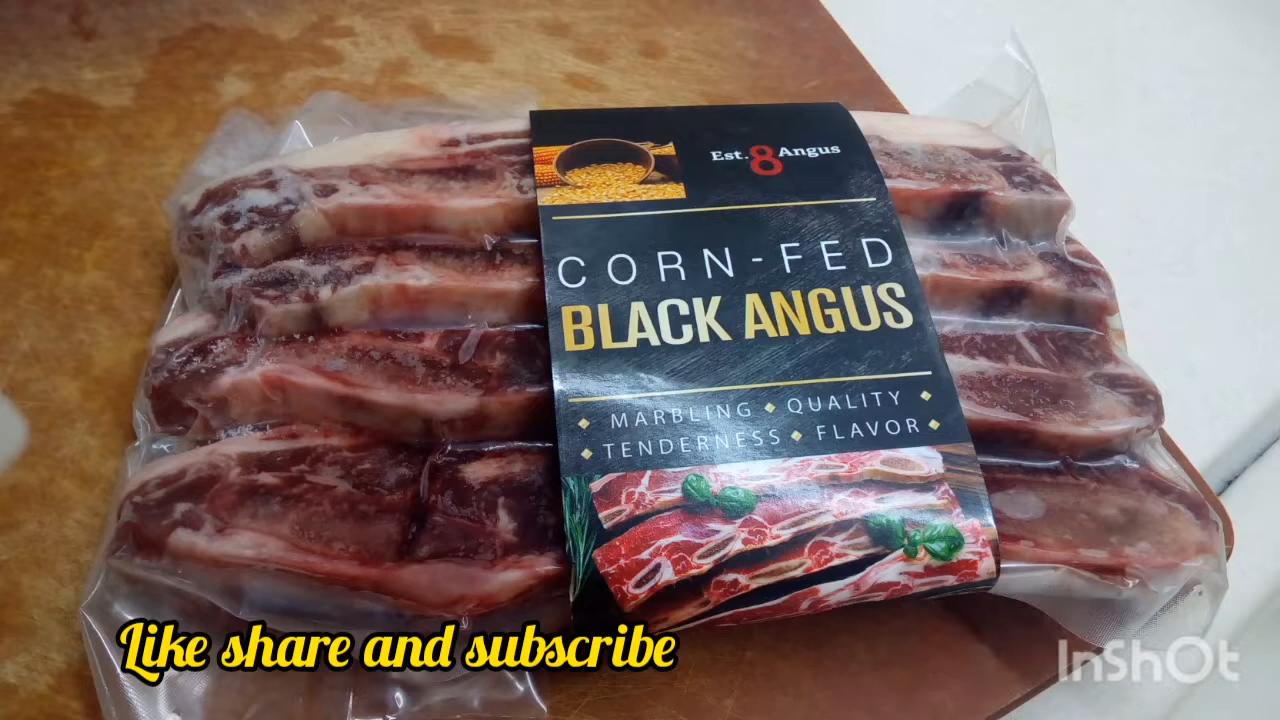 Est. 8 Angus
CORN-FED
BLACK ANGUS
MARBLING ◆ QUALITY
TENDERNESS ◆ FLAVOR
Like share and subscribe
InShOt